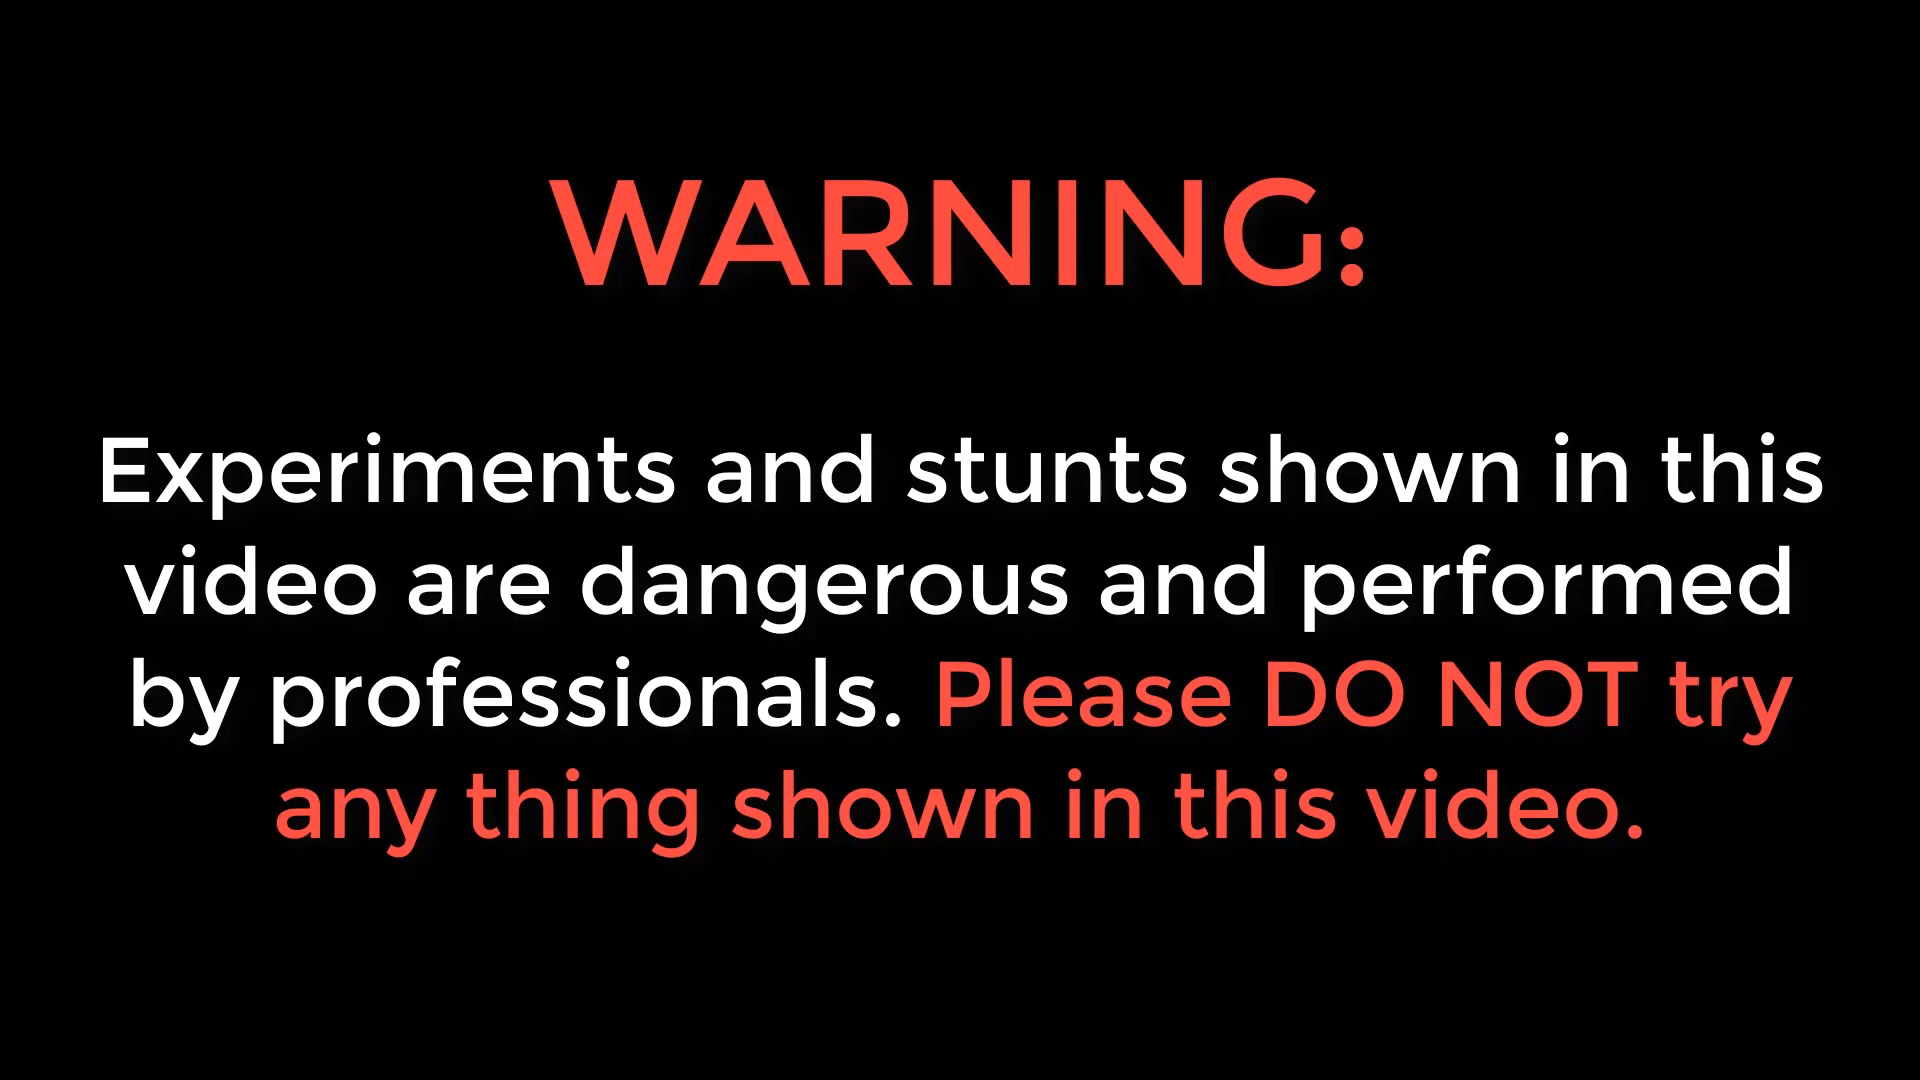 WARNING:
Experiments and stunts shown in this
video are dangerous and performed
by professionals. Please DO NOT try
any thing shown in this video.